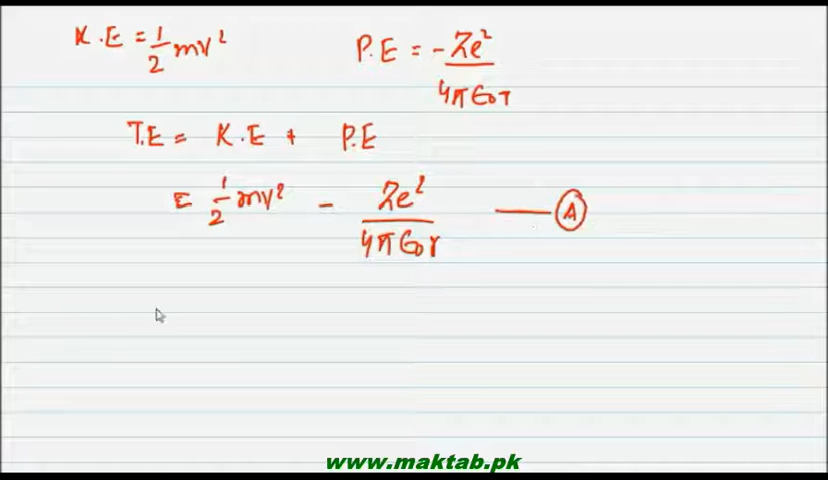 K.E = 1/2 mv² P.E = - Ze²/4πε₀r
T.E = K.E + P.E
= 1/2 mv² - Ze²/4πε₀r — A
www.maktab.pk